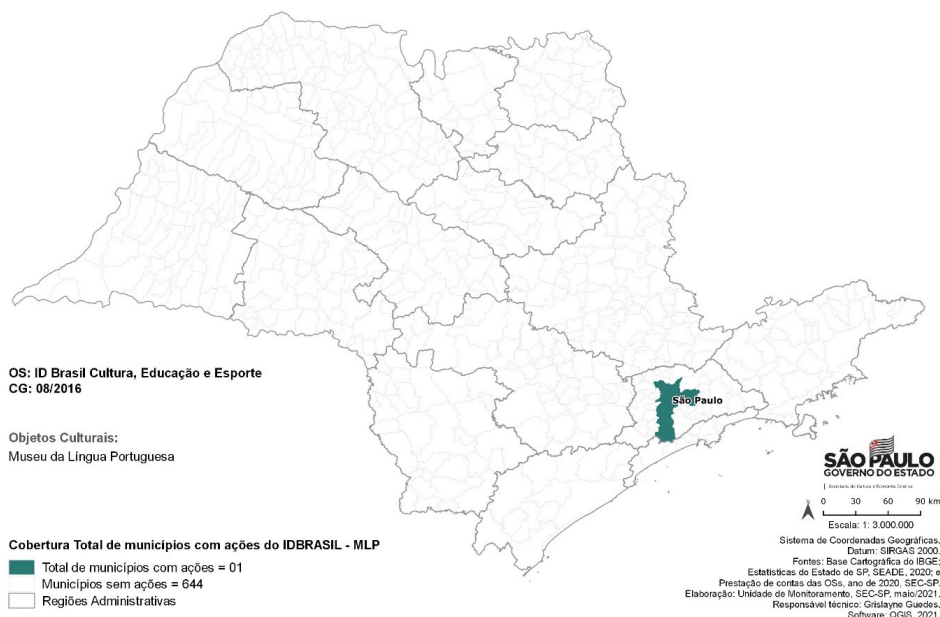 São Paulo
OS: ID Brasil Cultura, Educação e Esporte
CG: 08/2016
Objetos Culturais:
Museu da Língua Portuguesa
Cobertura Total de municípios com ações do IDBRASIL - MLP
Total de municípios com ações = 01
Municípios sem ações = 644
Regiões Administrativas
SÃO PAULO
GOVERNO DO ESTADO
Secretaria de Cultura e Economia Criativa
0 30 60 90 km
Escala: 1: 3.000.000
Sistema de Coordenadas Geográficas.
Datum: SIRGAS 2000.
Fontes: Base Cartográfica do IBGE;
Estatísticas do Estado de SP, SEADE, 2020; e
Prestação de contas das OSs, ano de 2020, SEC-SP.
Elaboração: Unidade de Monitoramento, SEC-SP, maio/2021.
Responsável técnico: Grislayne Guedes.
Software: QGIS, 2021.